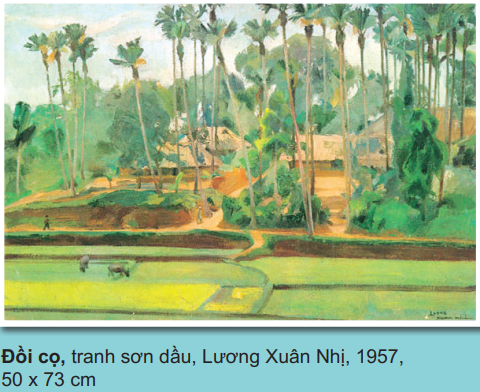 Đồi cọ, tranh sơn dầu, Lương Xuân Nhị, 1957,
50 x 73 cm